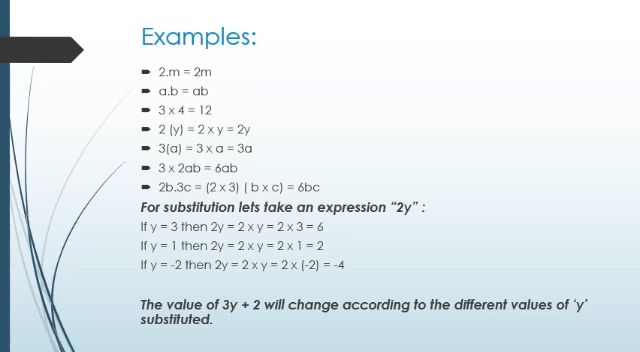 Examples:
2.m = 2m
a.b = ab
3 x 4 = 12
2 (y) = 2 x y = 2y
3(a) = 3 x a = 3a
3 x 2ab = 6ab
2b.3c = (2 x 3) ( b x c) = 6bc
For substitution lets take an expression "2y" :
If y = 3 then 2y = 2 x y = 2 x 3 = 6
If y = 1 then 2y = 2 x y = 2 x 1 = 2
If y = -2 then 2y = 2 x y = 2 x (-2) = -4
The value of 3y + 2 will change according to the different values of 'y'
substituted.